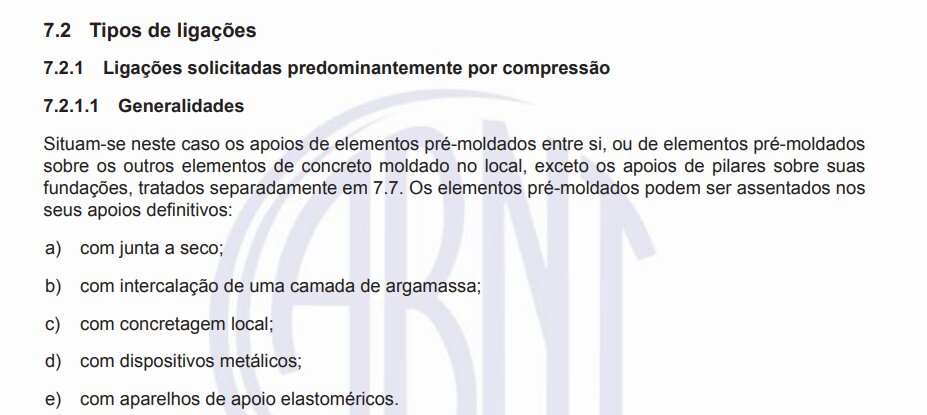 7.2 Tipos de ligações
7.2.1 Ligações solicitadas predominantemente por compressão
7.2.1.1 Generalidades
Situam-se neste caso os apoios de elementos pré-moldados entre si, ou de elementos pré-moldados
sobre os outros elementos de concreto moldado no local, exceto os apoios de pilares sobre suas
fundações, tratados separadamente em 7.7. Os elementos pré-moldados podem ser assentados nos
seus apoios definitivos:
a) com junta a seco;
b) com intercalação de uma camada de argamassa;
c) com concretagem local;
d) com dispositivos metálicos;
e) com aparelhos de apoio elastoméricos.
ABNT